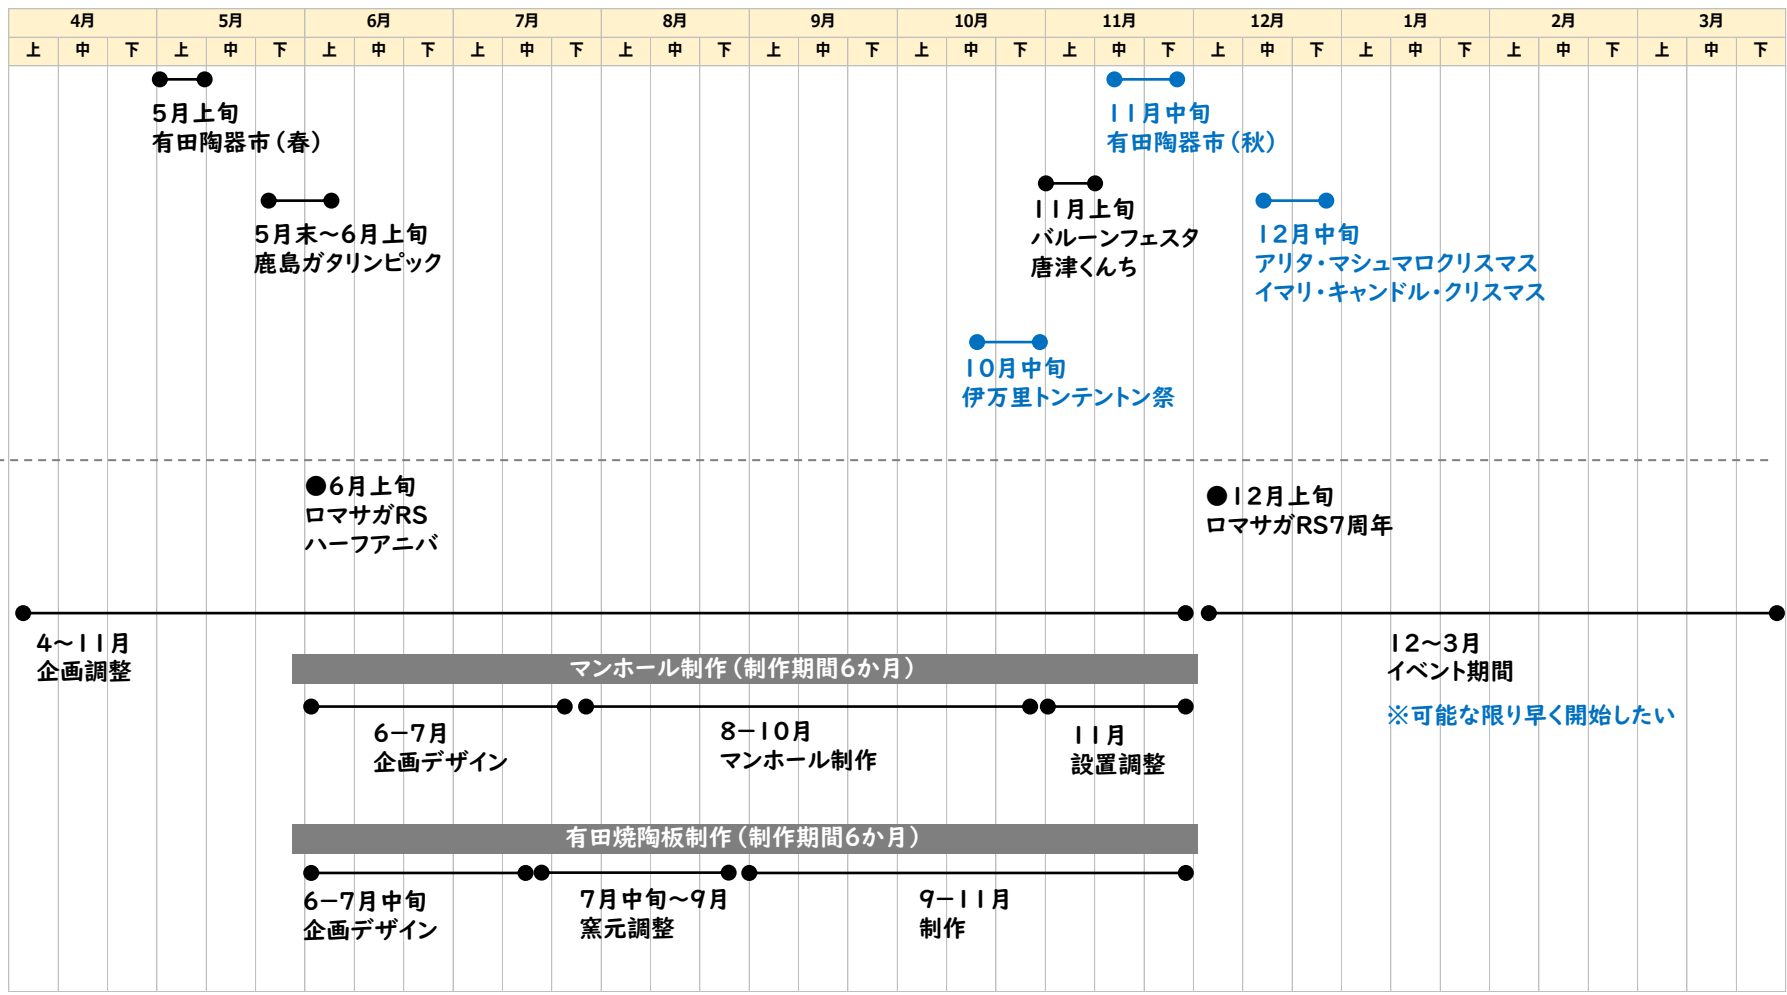 4月 5月 6月 7月 8月 9月 10月 11月 12月 1月 2月 3月
上 中 下 上 中 下 上 中 下 上 中 下 上 中 下 上 中 下 上 中 下 上 中 下 上 中 下 上 中 下 上 中 下 上 中 下
5月上旬
有田陶器市（春）
11月中旬
有田陶器市（秋）
5月末～6月上旬
鹿島ガタリンピック
11月上旬
バルーンフェスタ
唐津くんち
12月中旬
アリタ・マシュマロクリスマス
イマリ・キャンドル・クリスマス
10月中旬
伊万里トンテントン祭
●6月上旬
ロマサガRS
ハーフアニバ
●12月上旬
ロマサガRS7周年
4～11月
企画調整
12～3月
イベント期間
※可能な限り早く開始したい
マンホール制作（制作期間6か月）
6－7月
企画デザイン
8－10月
マンホール制作
11月
設置調整
有田焼陶板制作（制作期間6か月）
6－7月中旬
企画デザイン
7月中旬～9月
窯元調整
9－11月
制作